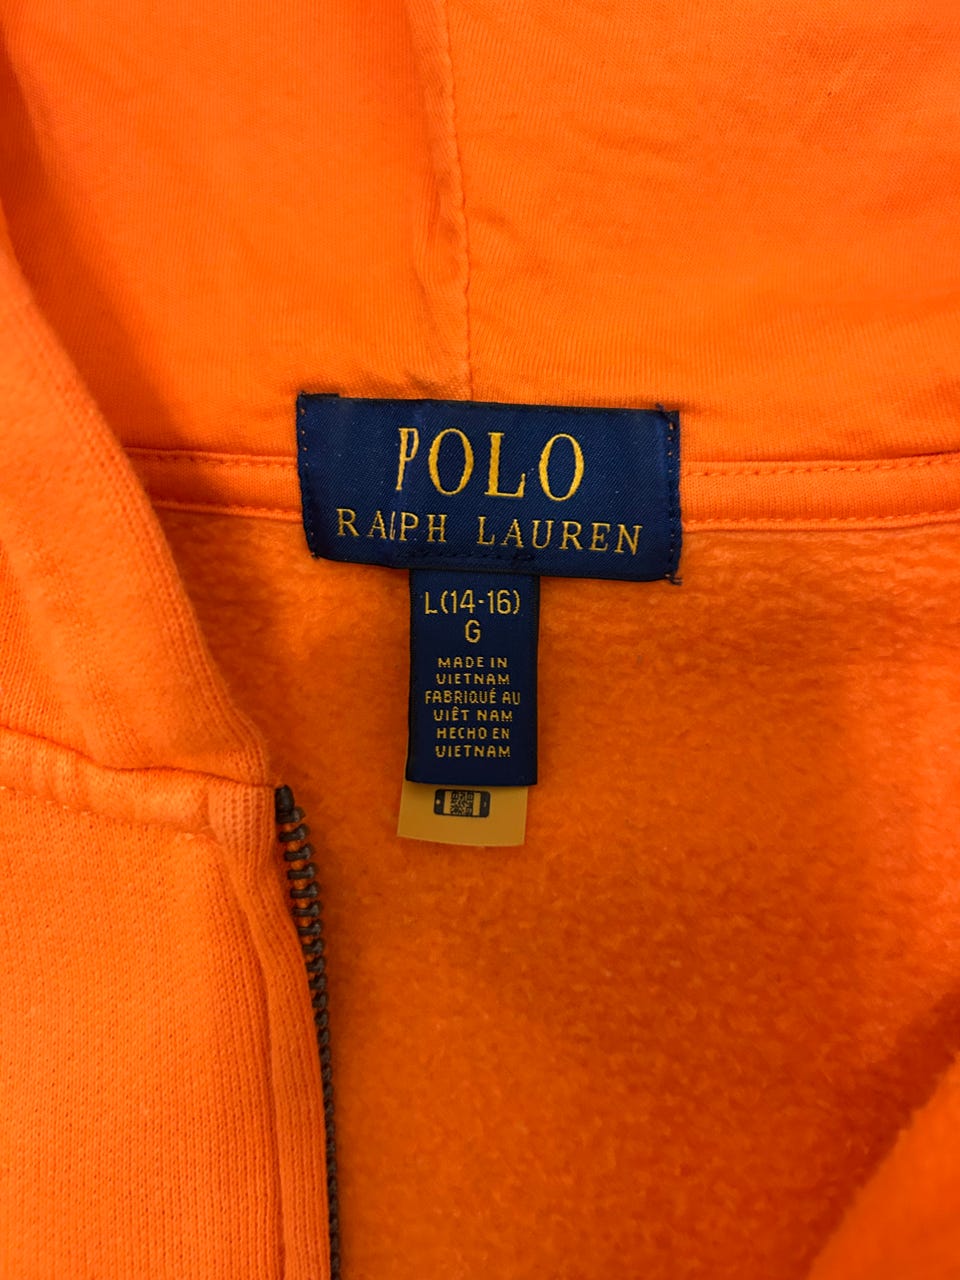 POLO
RALPH LAUREN
L(14-16)
G
MADE IN
VIETNAM
FABRIQUÉ AU
VIÊT NAM
HECHO EN
VIETNAM